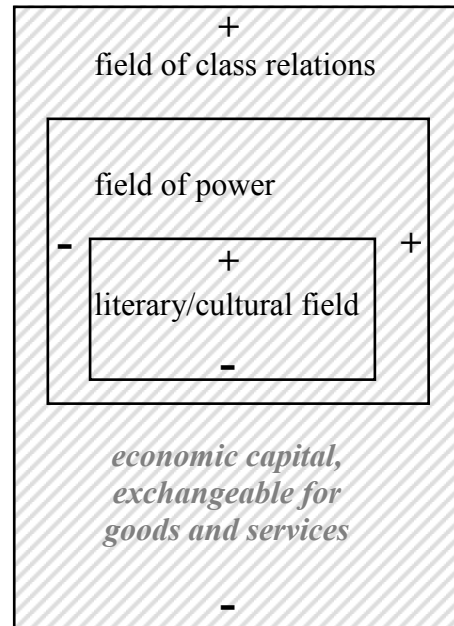 +
field of class relations
field of power
- +
+
literary/cultural field
-
economic capital,
exchangeable for
goods and services
-